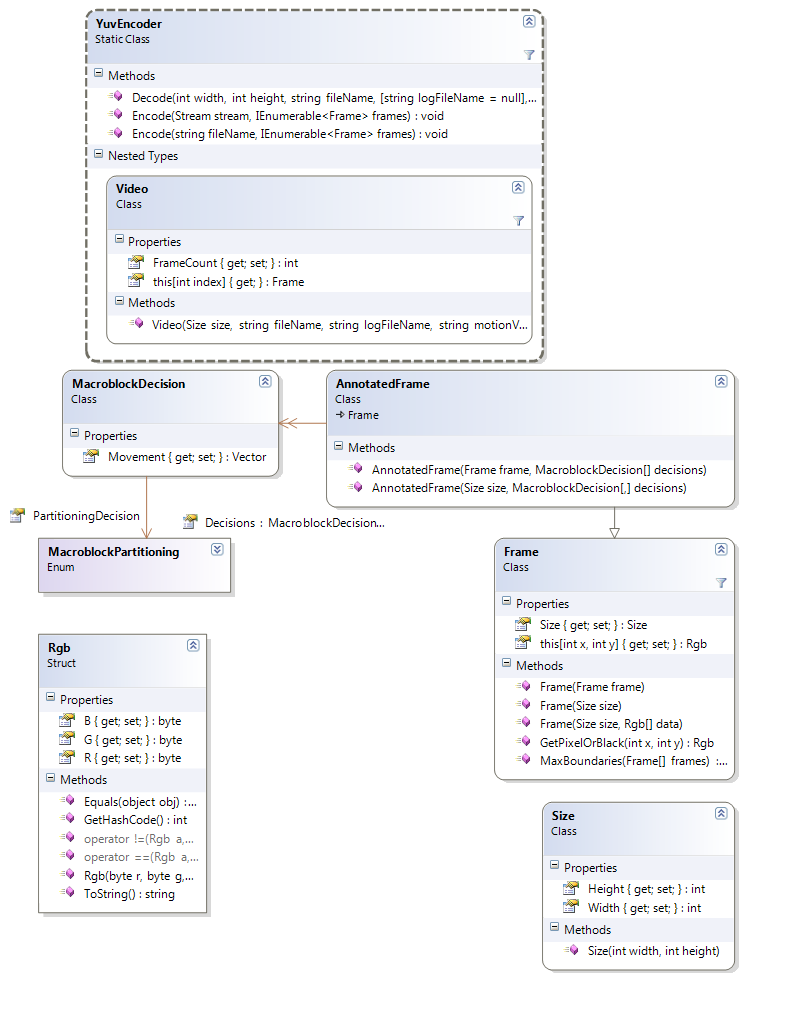 YuvEncoder
Static Class
Methods
Decode(int width, int height, string fileName, [string logFileName = null],...
Encode(Stream stream, IEnumerable<Frame> frames) : void
Encode(string fileName, IEnumerable<Frame> frames) : void
Nested Types
Video
Class
Properties
FrameCount { get; set; } : int
this[int index] { get; } : Frame
Methods
Video(Size size, string fileName, string logFileName, string motionV...
MacroblockDecision
Class
Properties
Movement { get; set; } : Vector
AnnotatedFrame
Class
Frame
Methods
AnnotatedFrame(Frame frame, MacroblockDecision[] decisions)
AnnotatedFrame(Size size, MacroblockDecision[,] decisions)
PartitioningDecision
Decisions : MacroblockDecision...
MacroblockPartitioning
Enum
Frame
Class
Properties
Size { get; set; } : Size
this[int x, int y] { get; set; } : Rgb
Methods
Frame(Frame frame)
Frame(Size size)
Frame(Size size, Rgb[] data)
GetPixelOrBlack(int x, int y) : Rgb
MaxBoundaries(Frame[] frames) :...
Rgb
Struct
Properties
B { get; set; } : byte
G { get; set; } : byte
R { get; set; } : byte
Methods
Equals(object obj) :...
GetHashCode() : int
operator !=(Rgb a,...
operator ==(Rgb a,...
Rgb(byte r, byte g,...
ToString() : string
Size
Class
Properties
Height { get; set; } : int
Width { get; set; } : int
Methods
Size(int width, int height)